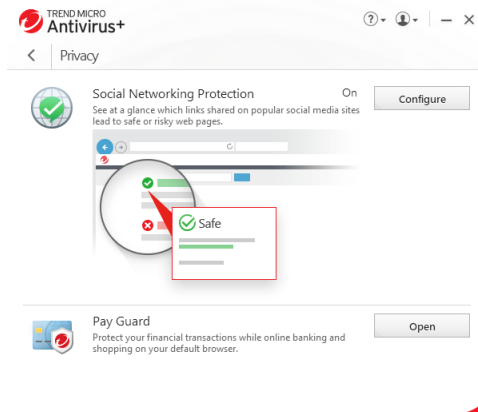 TREND MICRO
Antivirus+
Privacy
Social Networking Protection
On
Configure
See at a glance which links shared on popular social media sites
lead to safe or risky web pages.
Safe
Pay Guard
Open
Protect your financial transactions while online banking and
shopping on your default browser.